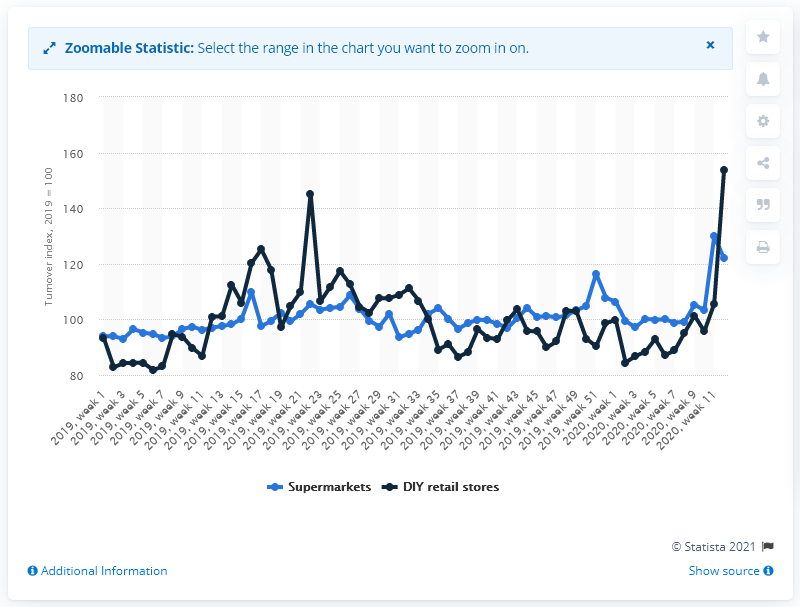 Zoomable Statistic: Select the range in the chart you want to zoom in on.
×
180
160
140
120
100
80
Turnover index, 2019 = 100
2019, week 1
2019, week 3
2019, week 5
2019, week 7
2019, week 9
2019, week 11
2019, week 13
2019, week 15
2019, week 17
2019, week 19
2019, week 21
2019, week 23
2019, week 25
2019, week 27
2019, week 29
2019, week 31
2019, week 33
2019, week 35
2019, week 37
2019, week 39
2019, week 41
2019, week 43
2019, week 45
2019, week 47
2019, week 49
2019, week 51
2020, week 1
2020, week 3
2020, week 5
2020, week 7
2020, week 9
2020, week 11
Supermarkets DIY retail stores
© Statista 2021
Additional Information Show source